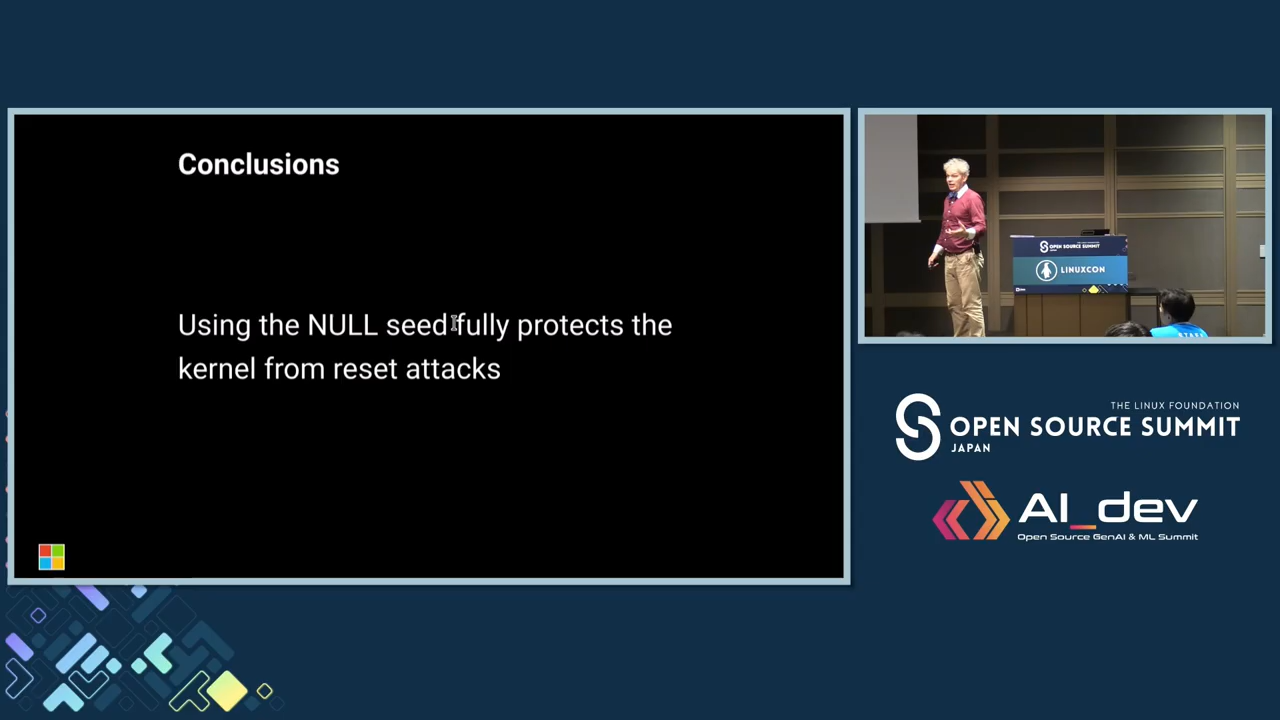 Conclusions
Using the NULL seed fully protects the
kernel from reset attacks
OPEN SOURCE SUMMIT
LINUXCON
THE LINUX FOUNDATION
OPEN SOURCE SUMMIT
JAPAN
AI_dev
Open Source GenAI & ML Summit